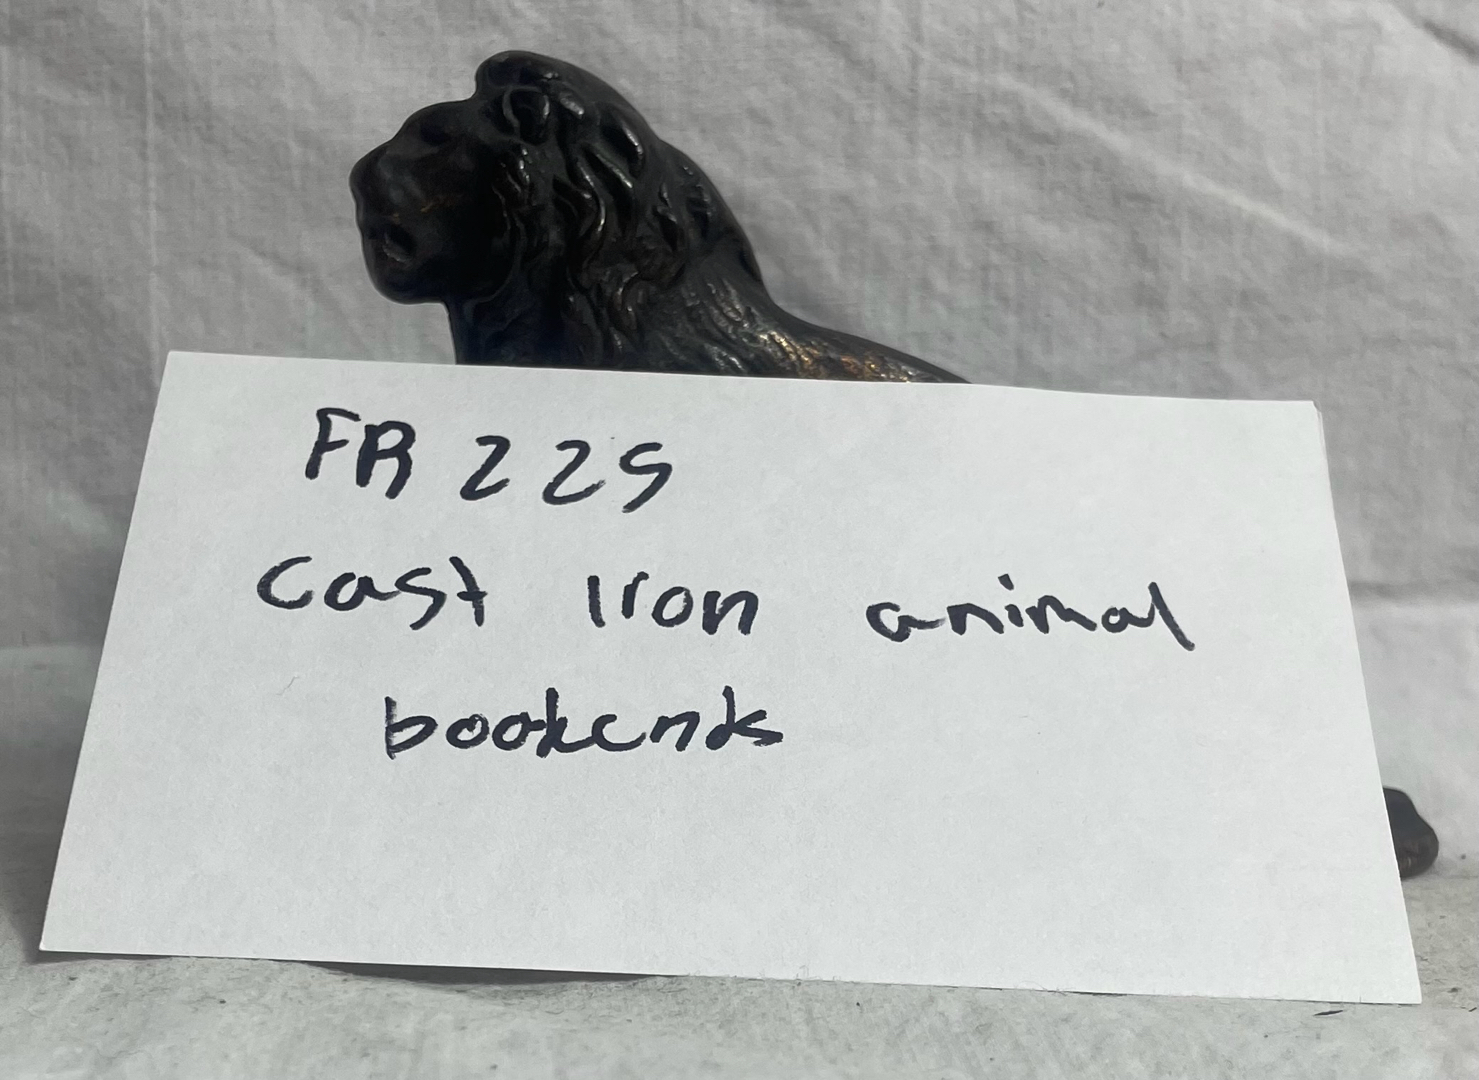 FR 225
Cast Iron animal
bookends